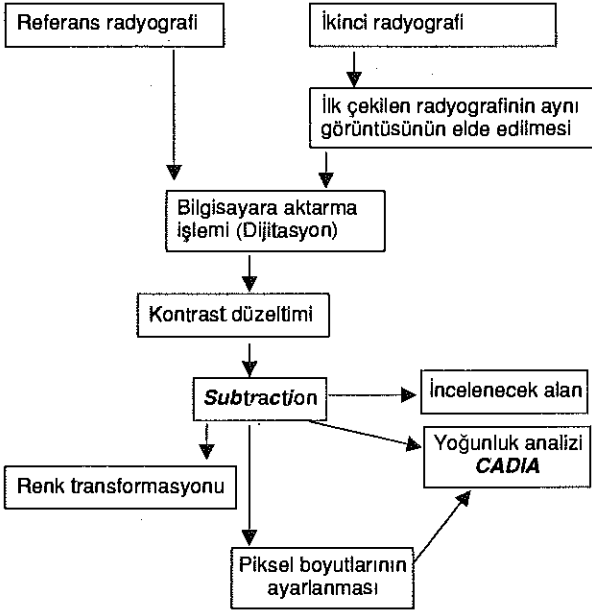 Referans radyografi
İkinci radyografi
İlk çekilen radyografinin aynı
görüntüsünün elde edilmesi
Bilgisayara aktarma
işlemi (Dijitasyon)
Kontrast düzeltimi
Subtraction
İncelenecek alan
Yoğunluk analizi
CADIA
Renk transformasyonu
Piksel boyutlarının
ayarlanması